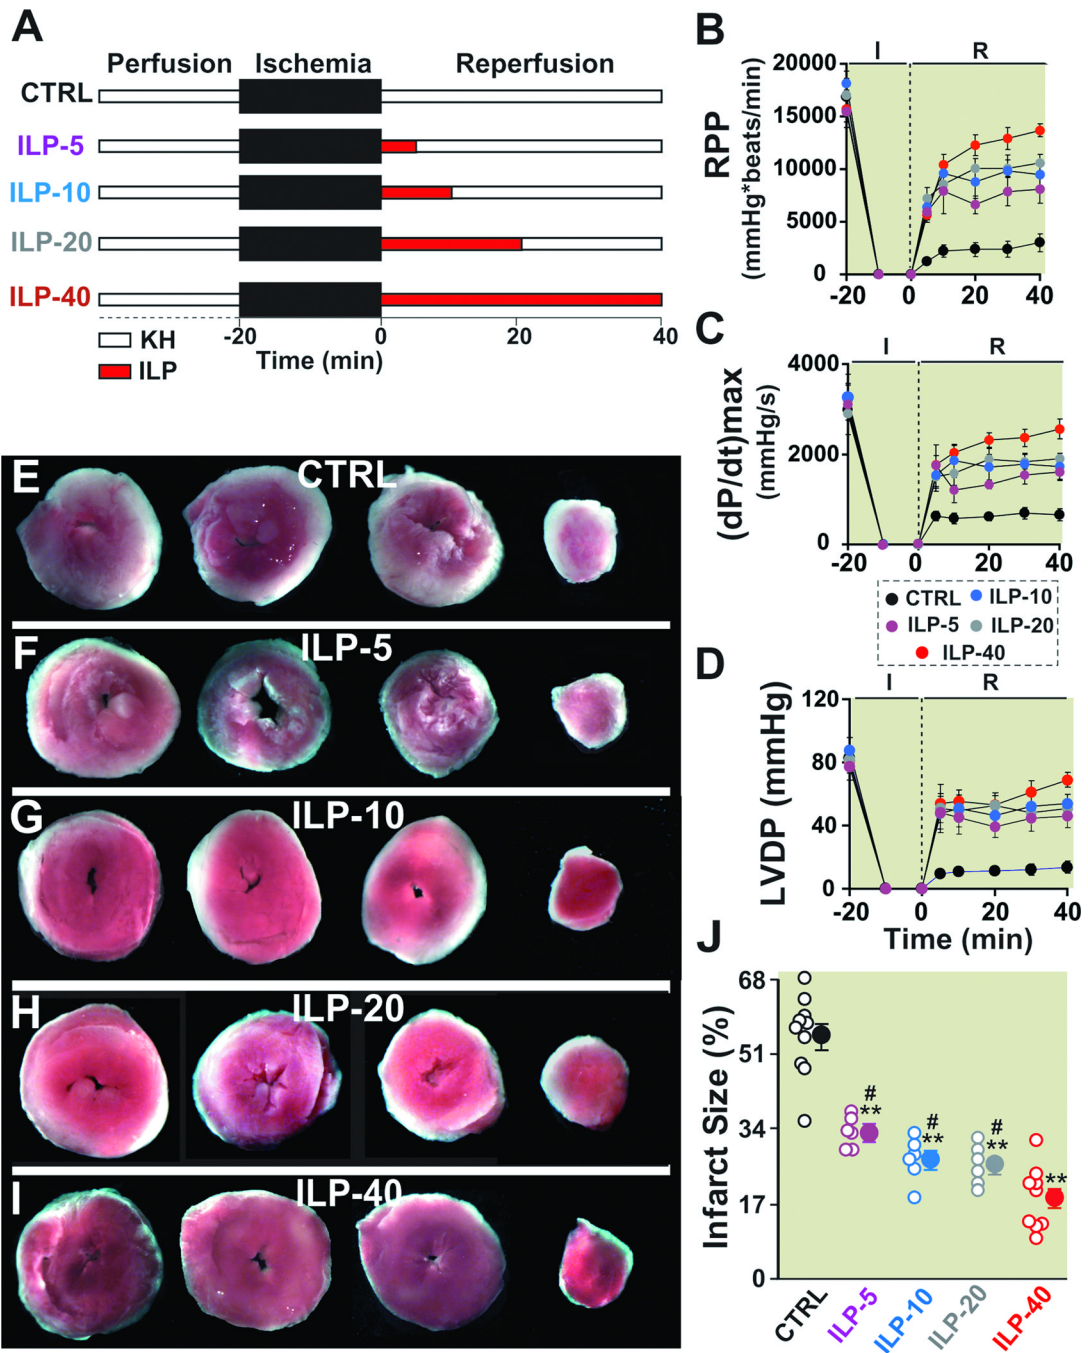 A
Perfusion Ischemia Reperfusion
CTRL
ILP-5
ILP-10
ILP-20
ILP-40
-20 0 20 40
Time (min)
KH
ILP
B
I R
RPP
(mmHg*beats/min)
20000
15000
10000
5000
0
-20 0 20 40
C
I R
(dP/dt)max
(mmHg/s)
4000
2000
0
-20 0 20 40
CTRL ILP-10
ILP-5 ILP-20
ILP-40
D
I R
LVDP (mmHg)
120
80
40
0
-20 0 20 40
Time (min)
E CTRL
F ILP-5
G ILP-10
H ILP-20
I ILP-40
J
Infarct Size (%)
68
51
34
17
0
#
**
#
**
#
**
**
CTRL ILP-5 ILP-10 ILP-20 ILP-40